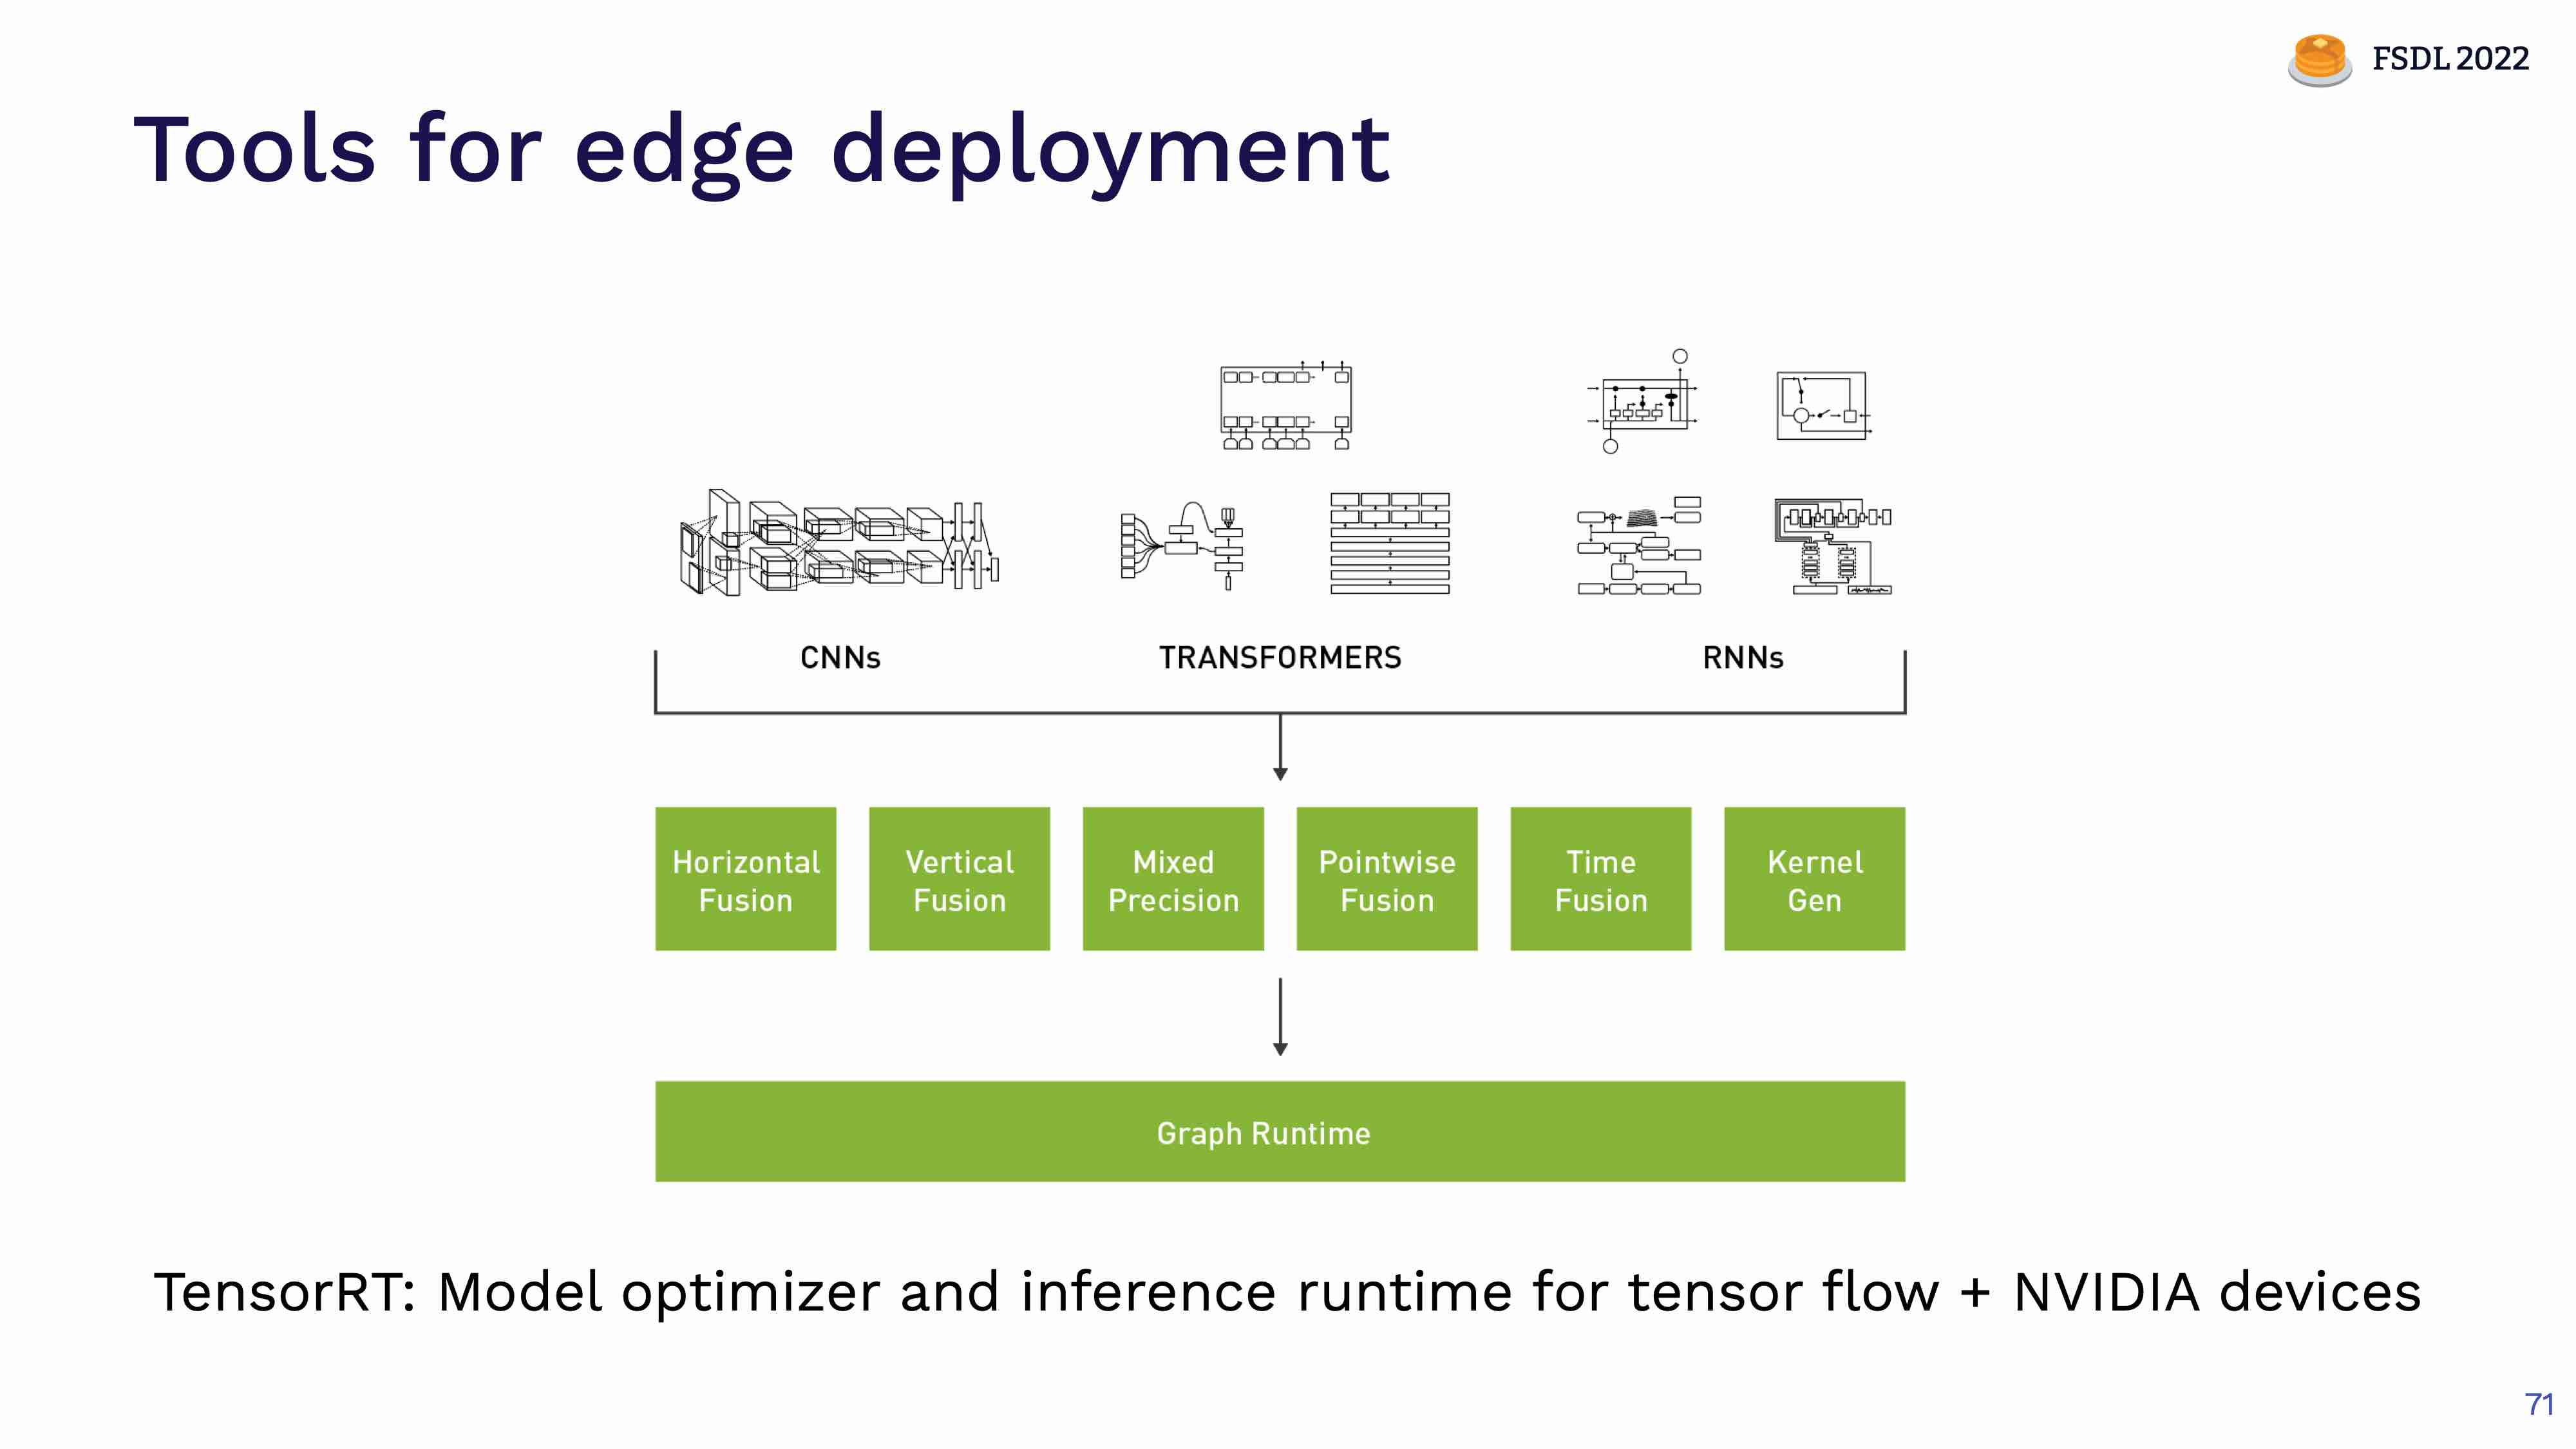 FSDL 2022
Tools for edge deployment
CNNs
TRANSFORMERS
RNNs
Horizontal
Fusion
Vertical
Fusion
Mixed
Precision
Pointwise
Fusion
Time
Fusion
Kernel
Gen
Graph Runtime
TensorRT: Model optimizer and inference runtime for tensor flow + NVIDIA devices
71